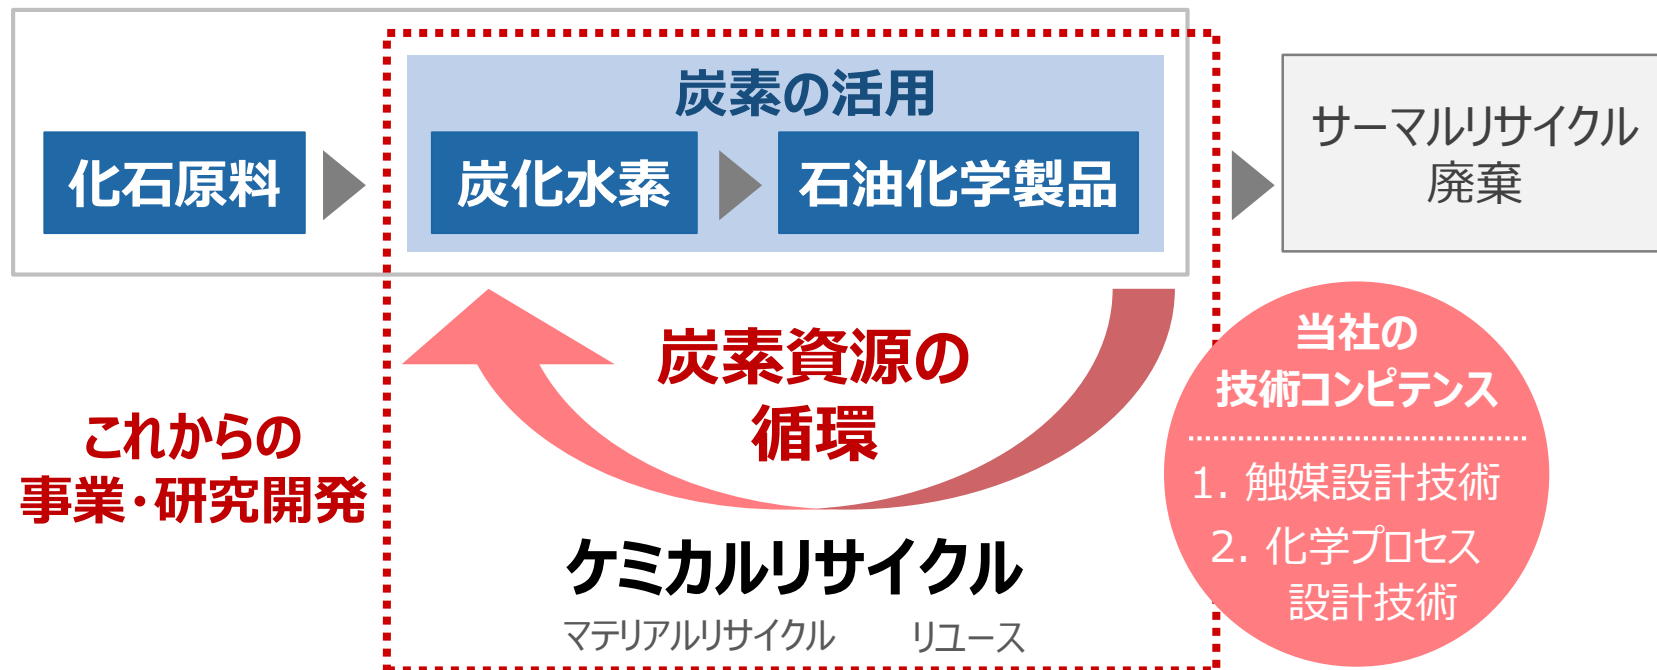 炭素の活用
化石原料
炭化水素
石油化学製品
サーマルリサイクル
廃棄
炭素資源の
循環
これからの
事業・研究開発
当社の
技術コンピテンス
1. 触媒設計技術
2. 化学プロセス
設計技術
ケミカルリサイクル
マテリアルリサイクル
リユース